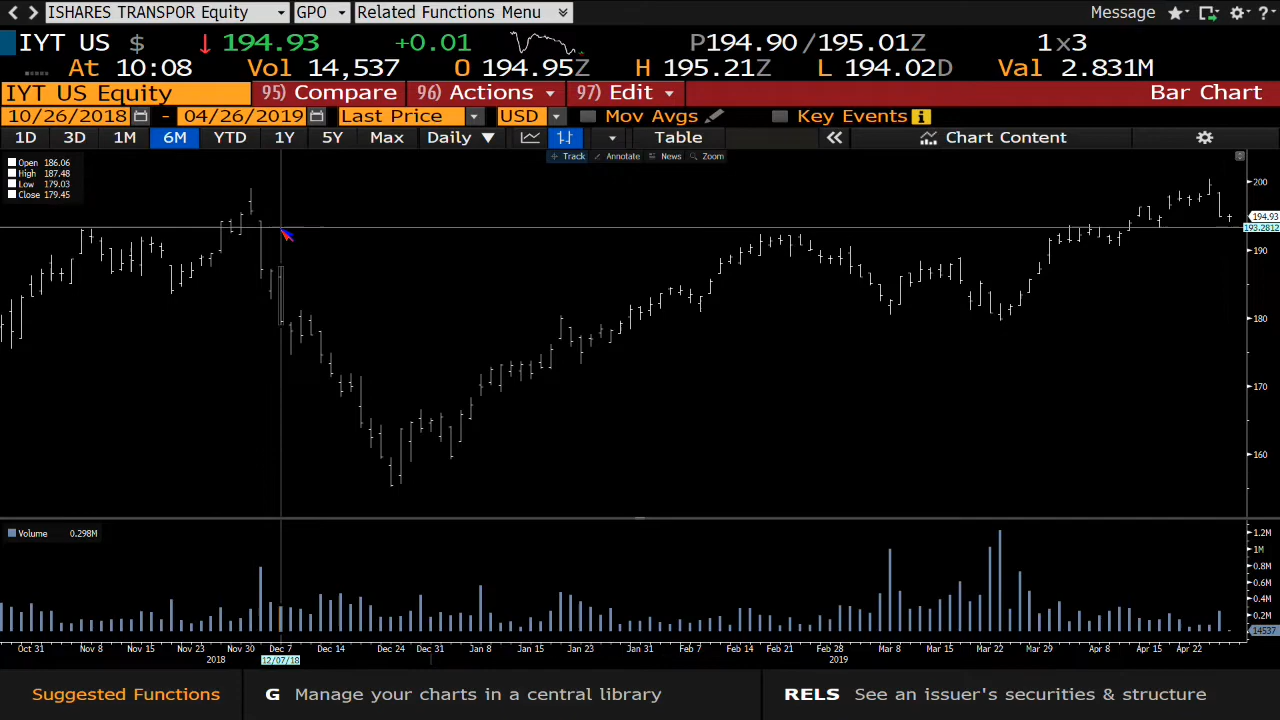 ISHARES TRANSPOR Equity GPO Related Functions Menu Message ?
IYT US $ 194.93 +0.01 P194.90 /195.01Z 1x3
At 10:08 Vol 14,537 O 194.95Z H 195.21Z L 194.02D Val 2.831M
IYT US Equity 95) Compare 96) Actions 97) Edit Bar Chart
10/26/2018 - 04/26/2019 Last Price USD Mov Avgs Key Events i
1D 3D 1M 6M YTD 1Y 5Y Max Daily ▼ Table « Chart Content
Track Annotate News Zoom
Open 186.06
High 187.48
Low 179.03
Close 179.45
200
194.93
193.2812
190
180
170
160
Volume 0.298M
1.2M
1M
0.8M
0.6M
0.4M
0.2M
14537
Oct 31 Nov 8 Nov 15 Nov 23 Nov 30 Dec 7 Dec 14 Dec 24 Dec 31 Jan 8 Jan 15 Jan 23 Jan 31 Feb 7 Feb 14 Feb 21 Feb 28 Mar 8 Mar 15 Mar 22 Mar 29 Apr 8 Apr 15 Apr 22
2018 12/07/18 2019
Suggested Functions G Manage your charts in a central library RELS See an issuer's securities & structure